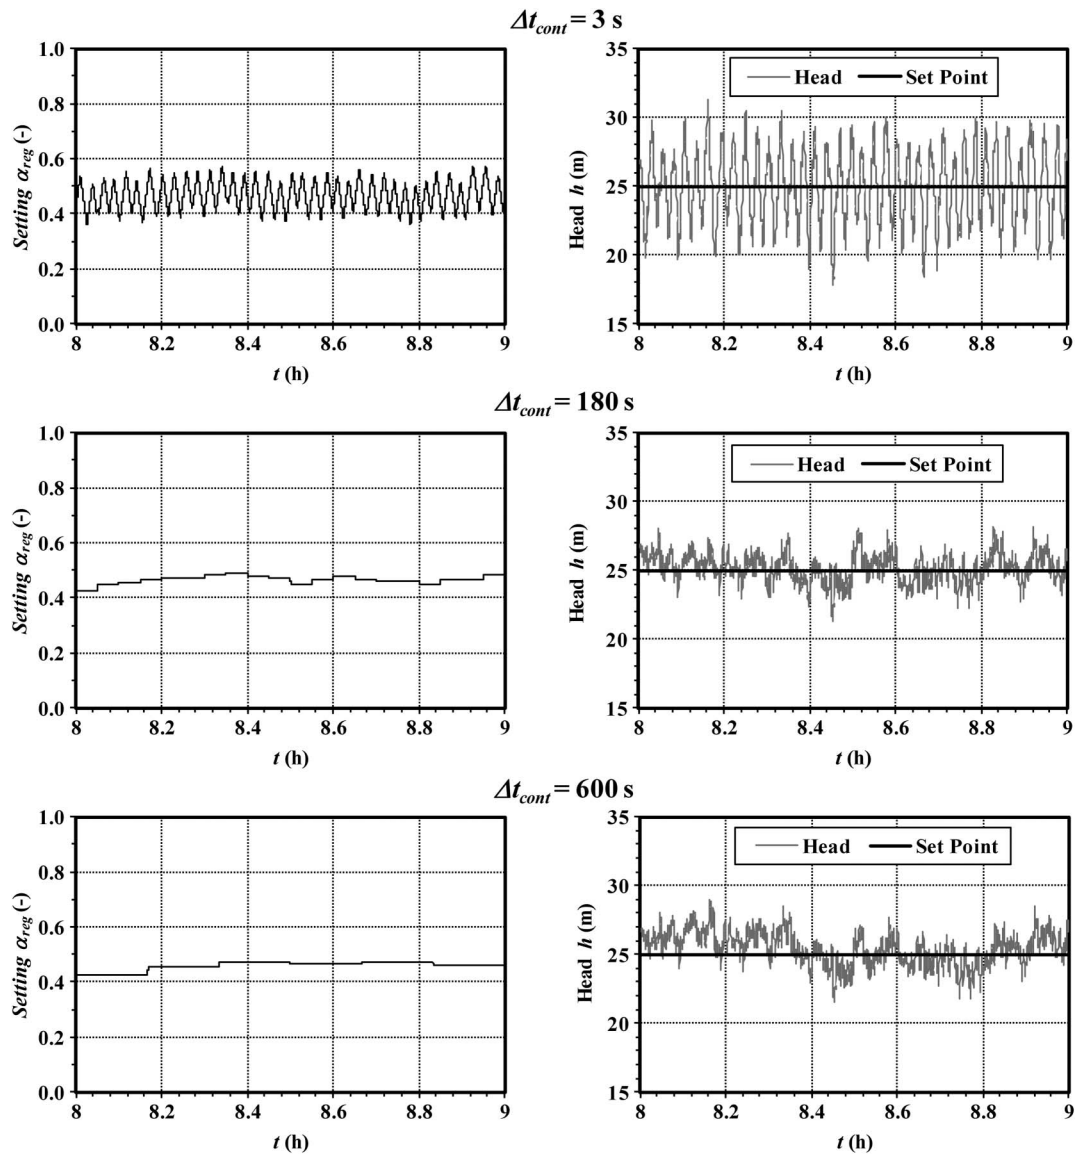 Δt_cont = 3 s
Setting α_reg (-)
1.0
0.8
0.6
0.4
0.2
0.0
8 8.2 8.4 8.6 8.8 9
t (h)
Head h (m)
35
30
25
20
15
Head Set Point
8 8.2 8.4 8.6 8.8 9
t (h)
Δt_cont = 180 s
Setting α_reg (-)
1.0
0.8
0.6
0.4
0.2
0.0
8 8.2 8.4 8.6 8.8 9
t (h)
Head h (m)
35
30
25
20
15
Head Set Point
8 8.2 8.4 8.6 8.8 9
t (h)
Δt_cont = 600 s
Setting α_reg (-)
1.0
0.8
0.6
0.4
0.2
0.0
8 8.2 8.4 8.6 8.8 9
t (h)
Head h (m)
35
30
25
20
15
Head Set Point
8 8.2 8.4 8.6 8.8 9
t (h)